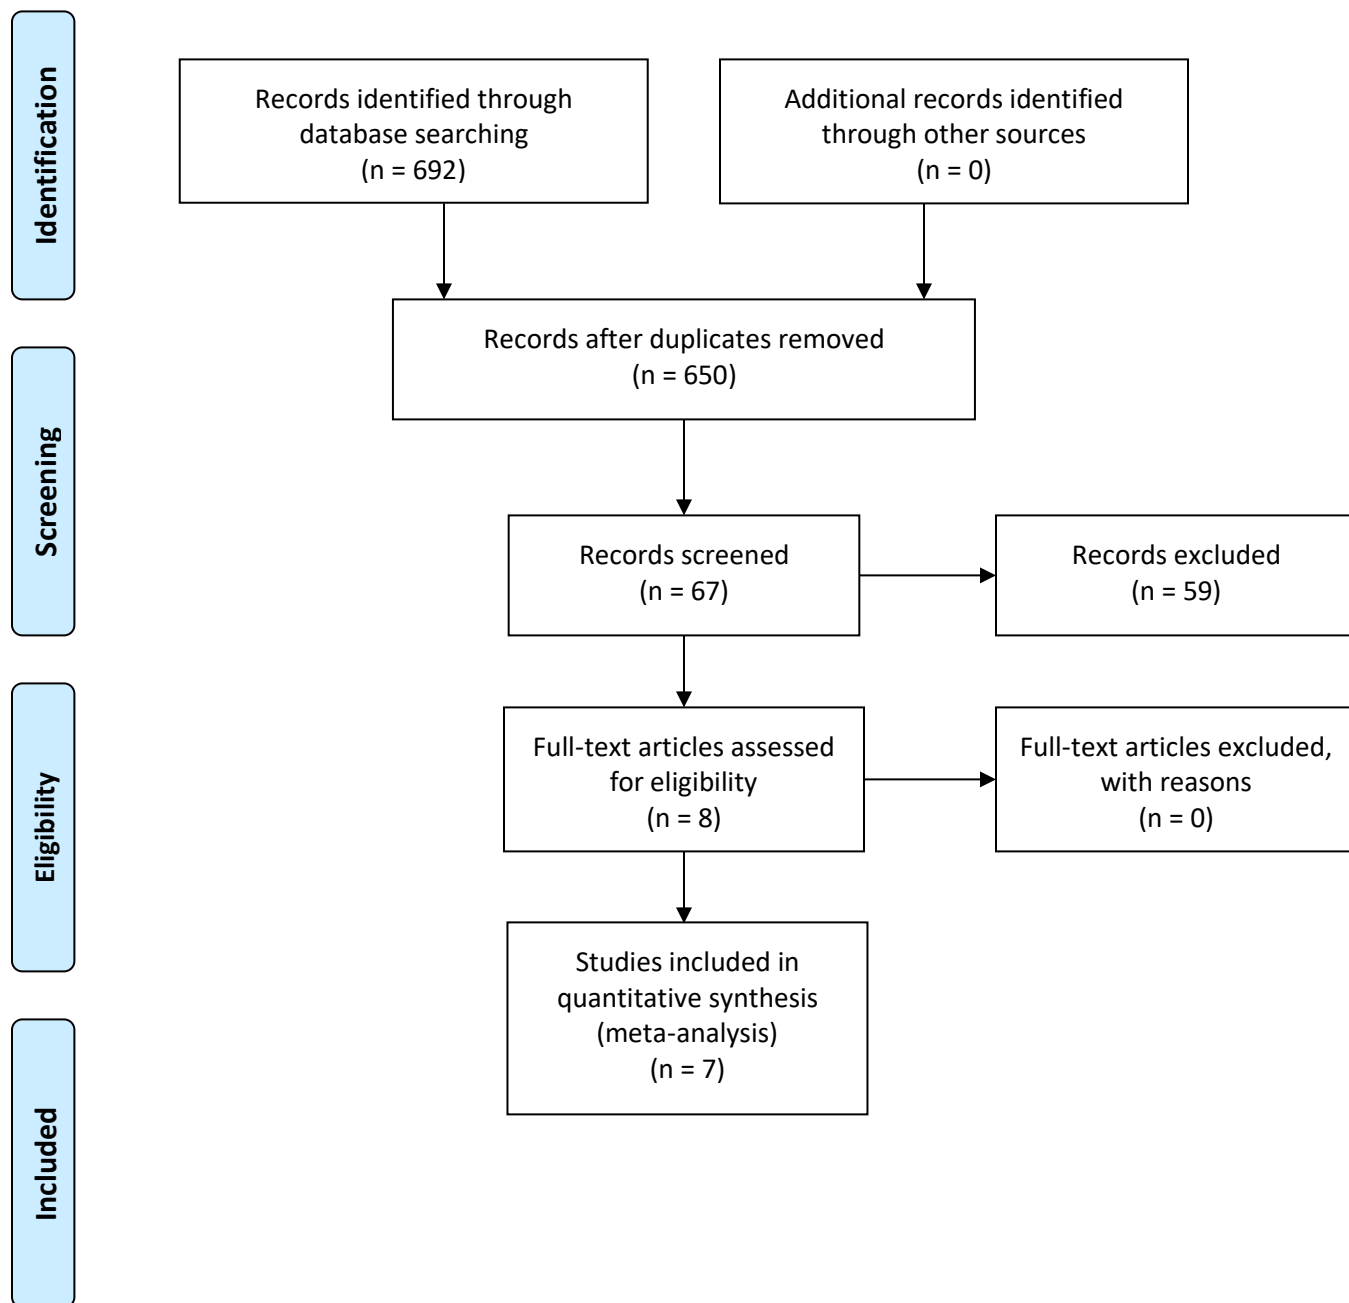 Identification
Records identified through
database searching
(n = 692)
Additional records identified
through other sources
(n = 0)
Records after duplicates removed
(n = 650)
Screening
Records screened
(n = 67)
Records excluded
(n = 59)
Eligibility
Full-text articles assessed
for eligibility
(n = 8)
Full-text articles excluded,
with reasons
(n = 0)
Studies included in
quantitative synthesis
(meta-analysis)
(n = 7)
Included